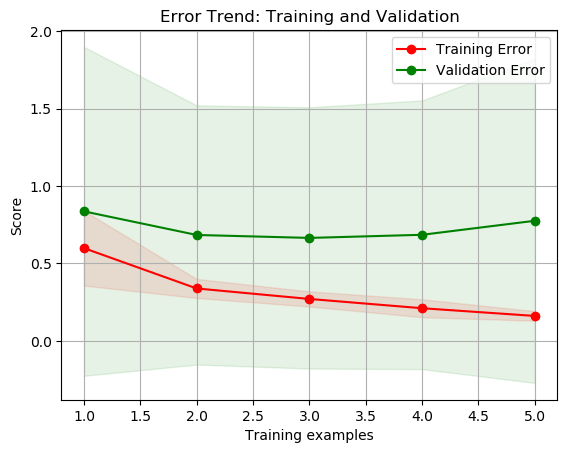 Error Trend: Training and Validation
2.0
1.5
1.0
0.5
0.0
Score
Training Error
Validation Error
1.0 1.5 2.0 2.5 3.0 3.5 4.0 4.5 5.0
Training examples